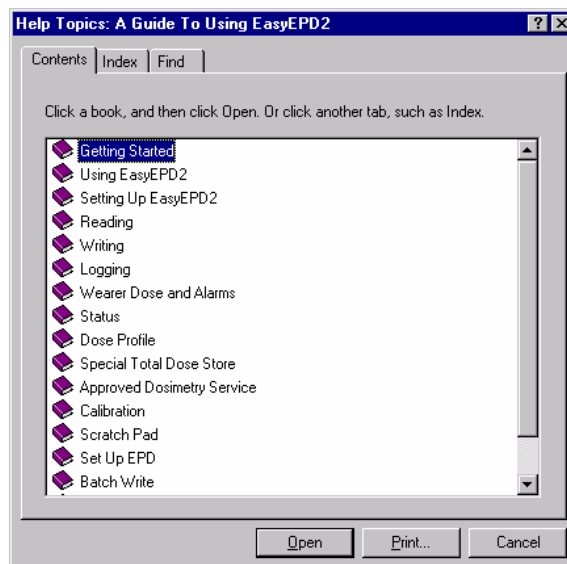 Help Topics: A Guide To Using EasyEPD2
Contents Index Find
Click a book, and then click Open. Or click another tab, such as Index.
Getting Started
Using EasyEPD2
Setting Up EasyEPD2
Reading
Writing
Logging
Wearer Dose and Alarms
Status
Dose Profile
Special Total Dose Store
Approved Dosimetry Service
Calibration
Scratch Pad
Set Up EPD
Batch Write
Open Print... Cancel